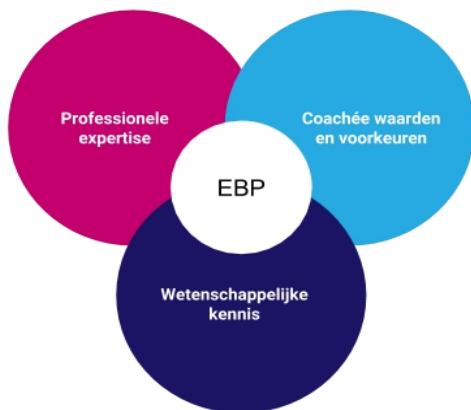 Professionele
expertise
Coachée waarden
en voorkeuren
EBP
Wetenschappelijke
kennis